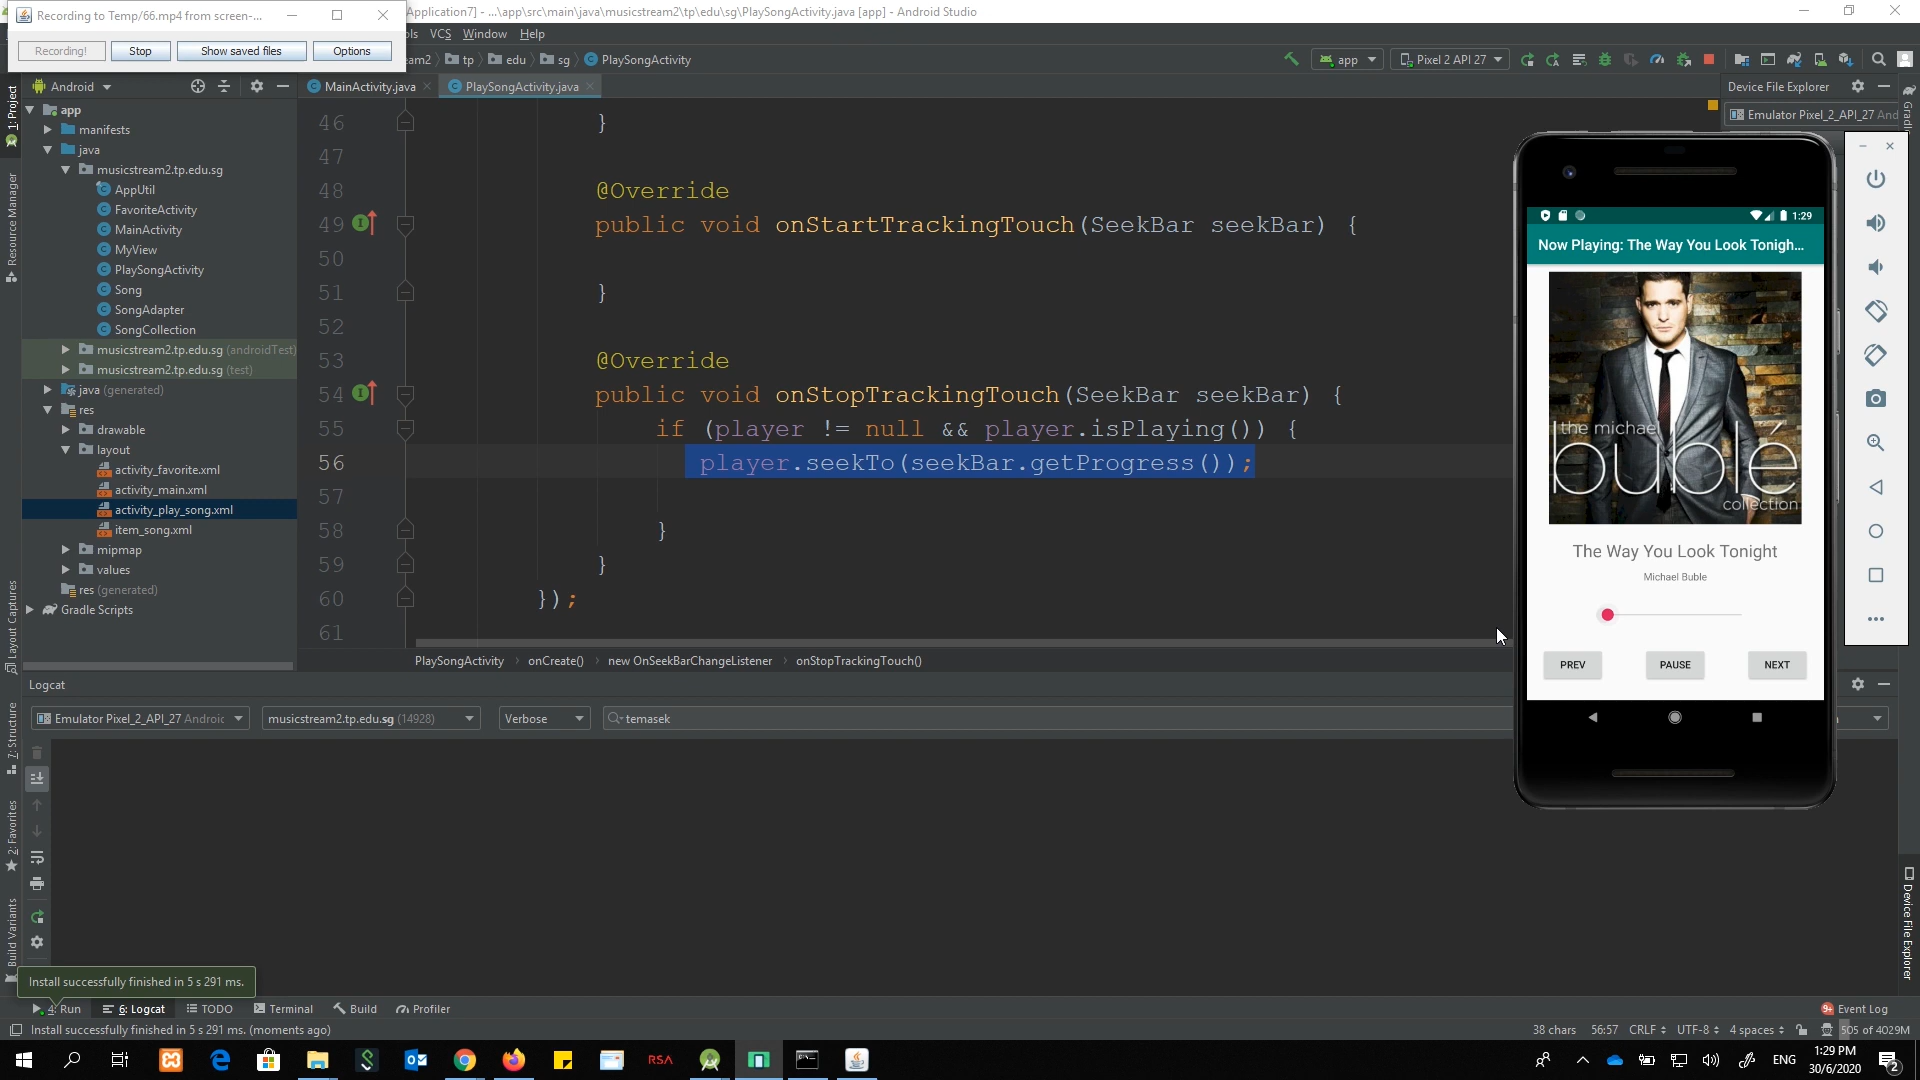 Recording to Temp/66.mp4 from screen-...
Application7] - ...\app\src\main\java\musicstream2\tp\edu\sg\PlaySongActivity.java [app] - Android Studio
Recording!
Stop
Show saved files
Options
VCS
Window
Help
tp
edu
sg
PlaySongActivity
app
Pixel 2 API 27
Android
MainActivity.java
PlaySongActivity.java
Device File Explorer
Emulator Pixel_2_API_27 And
1: Project
Resource Manager
Layout Captures
7: Structure
2: Favorites
Build Variants
app
manifests
java
musicstream2.tp.edu.sg
AppUtil
FavoriteActivity
MainActivity
MyView
PlaySongActivity
Song
SongAdapter
SongCollection
musicstream2.tp.edu.sg (androidTest)
musicstream2.tp.edu.sg (test)
java (generated)
res
drawable
layout
activity_favorite.xml
activity_main.xml
activity_play_song.xml
item_song.xml
mipmap
values
res (generated)
Gradle Scripts
46 }
47
48 @Override
49 public void onStartTrackingTouch(SeekBar seekBar) {
50
51 }
52
53 @Override
54 public void onStopTrackingTouch(SeekBar seekBar) {
55 if (player != null && player.isPlaying()) {
56 player.seekTo(seekBar.getProgress());
57
58 }
59 }
60 });
61
PlaySongActivity
onCreate()
new OnSeekBarChangeListener
onStopTrackingTouch()
1:29
Now Playing: The Way You Look Tonigh...
the michael
bublé
collection
The Way You Look Tonight
Michael Buble
PREV
PAUSE
NEXT
Logcat
Emulator Pixel_2_API_27 Androic
musicstream2.tp.edu.sg (14928)
Verbose
temasek
Device File Explorer
Install successfully finished in 5 s 291 ms.
4: Run
6: Logcat
TODO
Terminal
Build
Profiler
9+
Event Log
Install successfully finished in 5 s 291 ms. (moments ago)
38 chars
56:57
CRLF
UTF-8
4 spaces
505 of 4029M
RSA
ENG
1:29 PM
30/6/2020
2